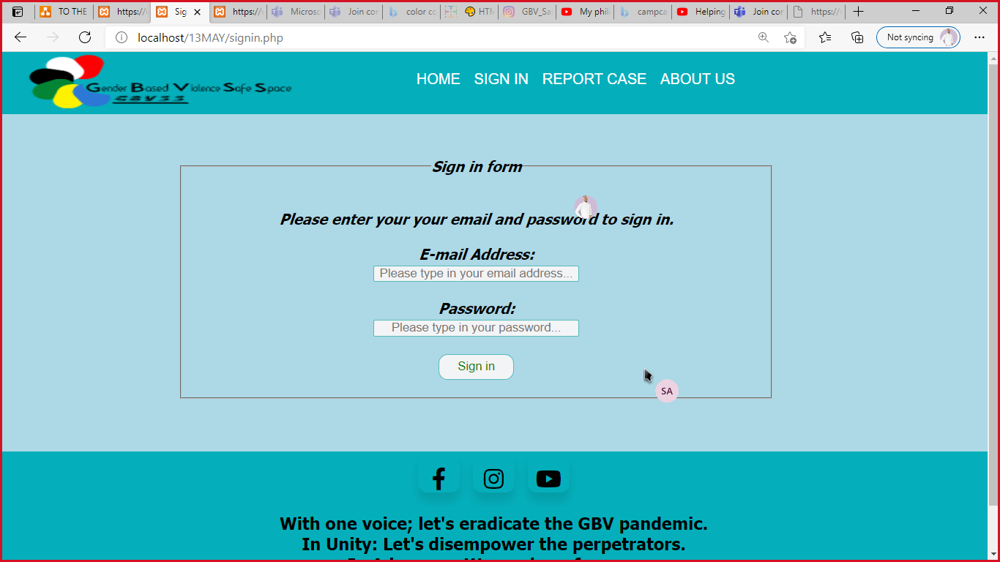 TO THE
https://
Sig
https://
Microso
Join co
color co
HTM
GBV_Sa
My phil
campca
Helping
Join cor
https://
localhost/13MAY/signin.php
Not syncing
Gender Based Violence Safe Space
GBVSS
HOME SIGN IN REPORT CASE ABOUT US
Sign in form
Please enter your your email and password to sign in.
E-mail Address:
Please type in your email address...
Password:
Please type in your password...
Sign in
SA
With one voice; let's eradicate the GBV pandemic.
In Unity: Let's disempower the perpetrators.